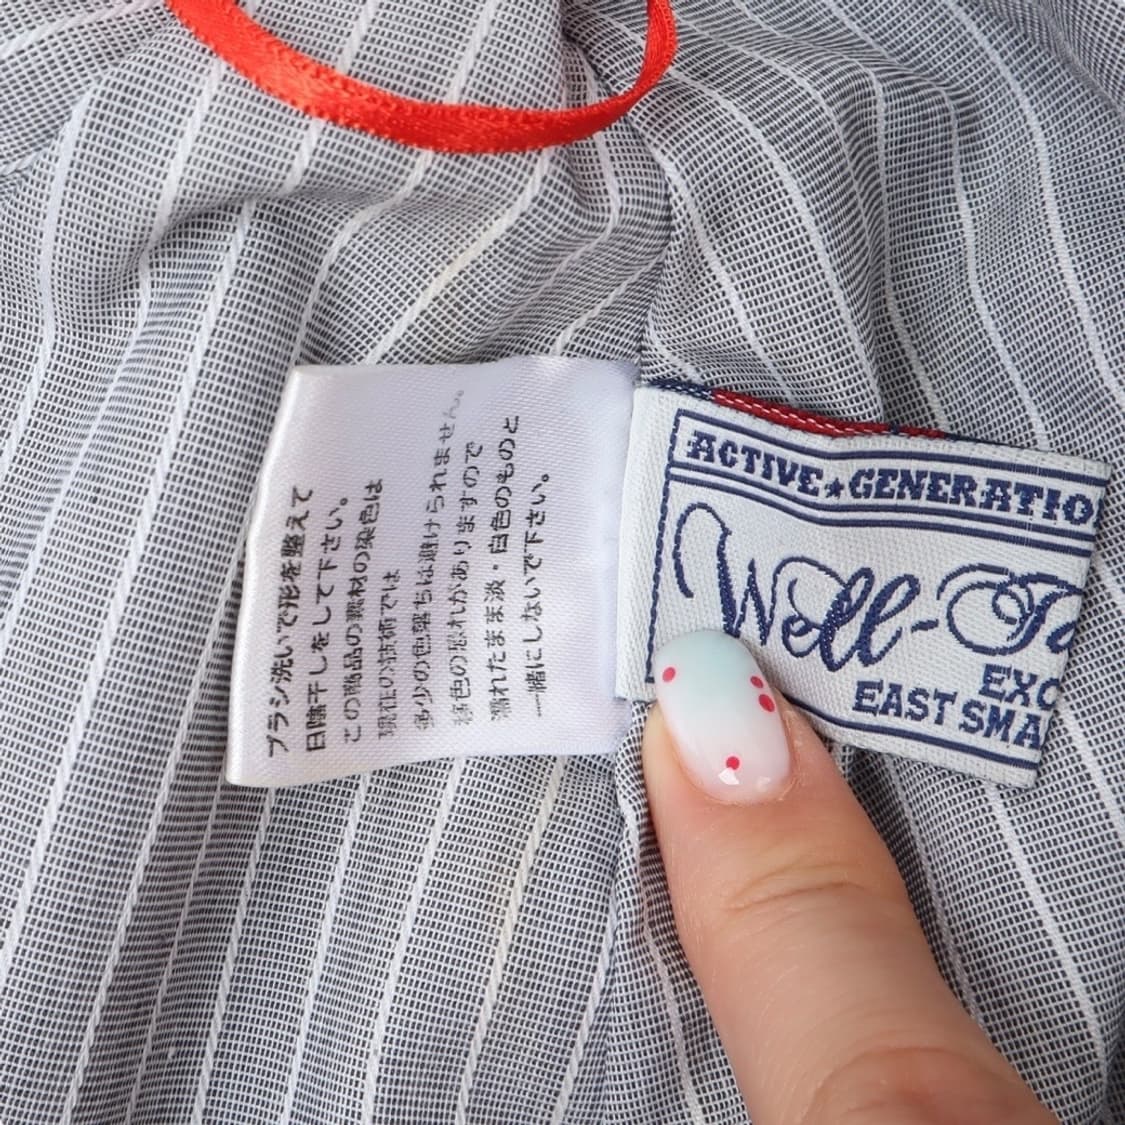 ブラシ洗いで形を整えて
日陰干しをして下さい。
この商品の素材の染色は
現在の技術では
多少の色落ちは避けられません。
色の恐れがありますので
濡れたまま淡・白色のものと
一緒にしないで下さい。
ACTIVE★GENERATIO
Well-Ta
EXC
EAST SMA